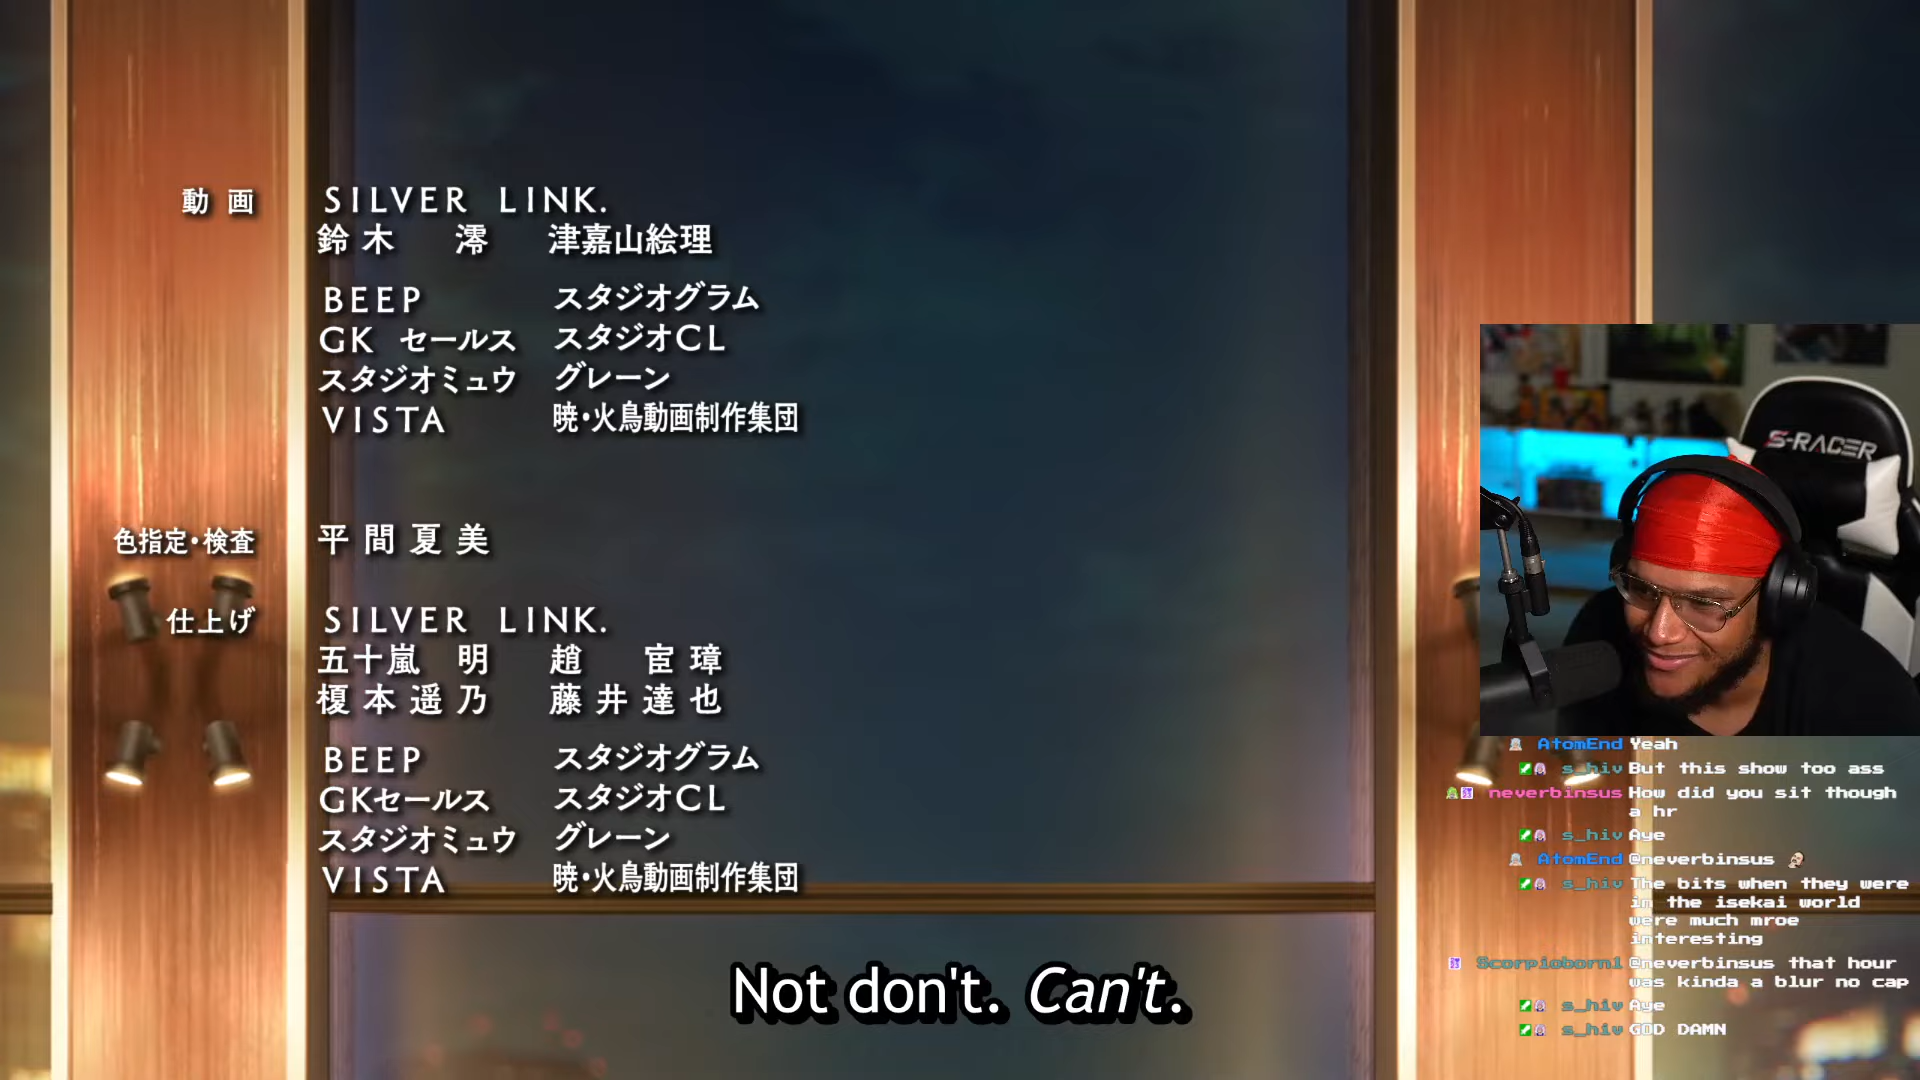 動画 SILVER LINK.
鈴木 澪 津嘉山絵理
BEEP スタジオグラム
GK セールス スタジオCL
スタジオミュウ グレーン
VISTA 暁・火鳥動画制作集団
色指定・検査 平間夏美
仕上げ SILVER LINK.
五十嵐 明 趙 宦璋
榎本遥乃 藤井達也
BEEP スタジオグラム
GKセールス スタジオCL
スタジオミュウ グレーン
VISTA 暁・火鳥動画制作集団
Not don't. Can't.
S-RACER
AtomEnd Yeah
s_hiv But this show too ass
neverbinsus How did you sit though
a hr
s_hiv Aye
AtomEnd @neverbinsus
s_hiv The bits when they were
in the isekai world
were much mroe
interesting
Scorpioborn1 @neverbinsus that hour
was kinda a blur no cap
s_hiv Aye
s_hiv GOD DAMN